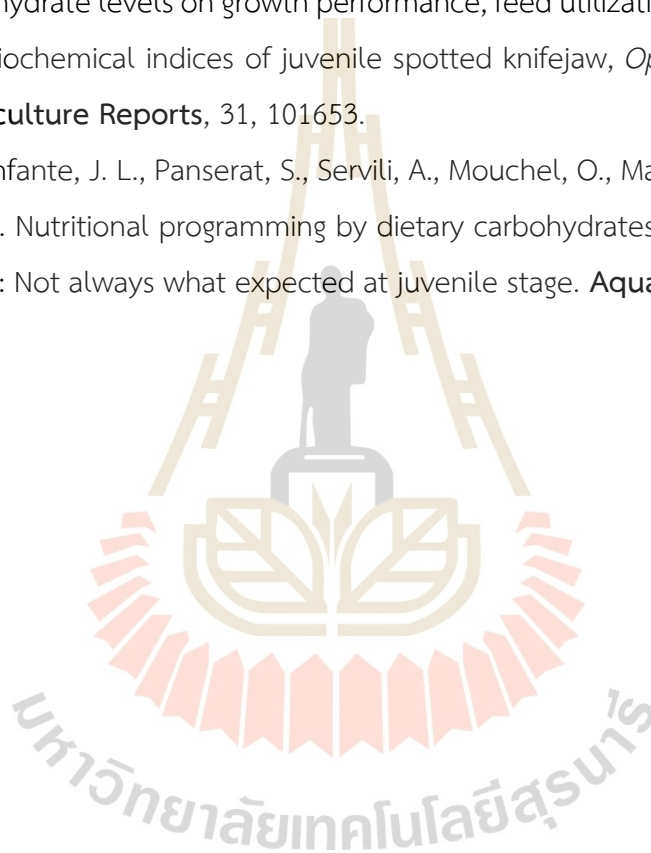 hydrate levels on growth performance, feed utilizati
iochemical indices of juvenile spotted knifejaw, Op
culture Reports, 31, 101653.
nfante, J. L., Panserat, S., Servili, A., Mouchel, O., Ma
. Nutritional programming by dietary carbohydrates
: Not always what expected at juvenile stage. Aqua
มหาวิทยาลัยเทคโนโลยีสุรนารี